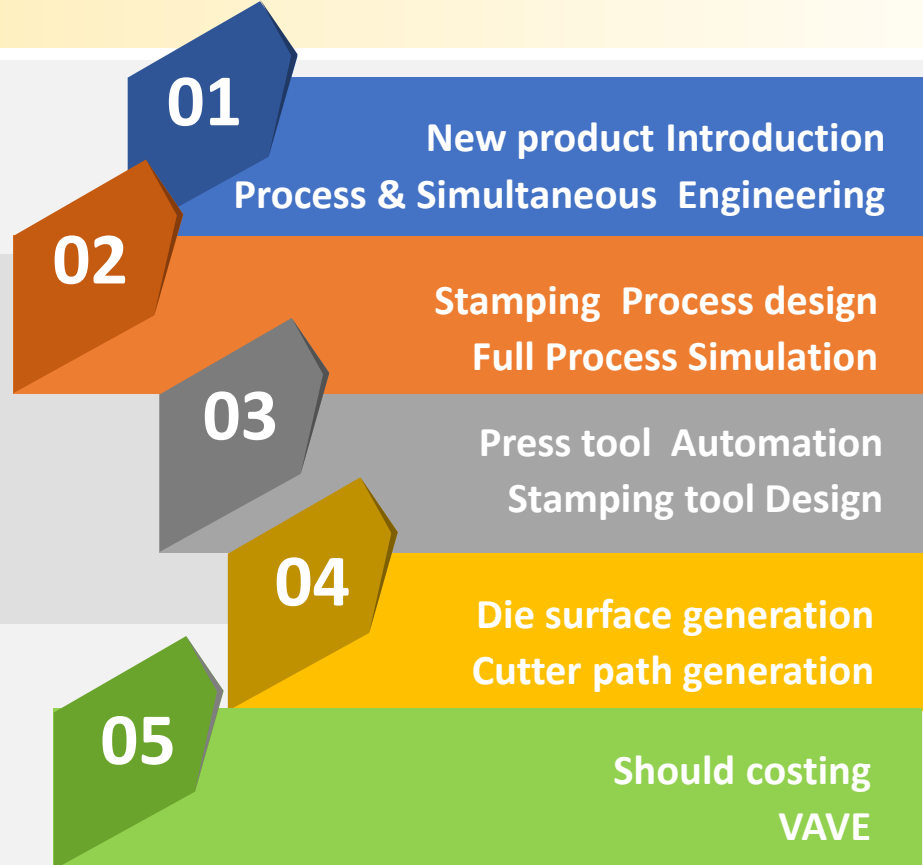 01
New product Introduction
Process & Simultaneous Engineering
02
Stamping Process design
Full Process Simulation
03
Press tool Automation
Stamping tool Design
04
Die surface generation
Cutter path generation
05
Should costing
VAVE